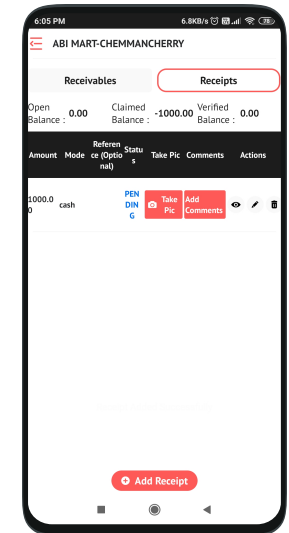 6:05 PM 6.8KB/s 78
ABI MART-CHEMMANCHERRY
Receivables Receipts
Open Balance : 0.00 Claimed Balance : -1000.00 Verified Balance : 0.00
Amount Mode Referen ce (Optio nal) Statu s Take Pic Comments Actions
1000.0 0 cash PEN DIN G Take Pic Add Comments
Add Receipt